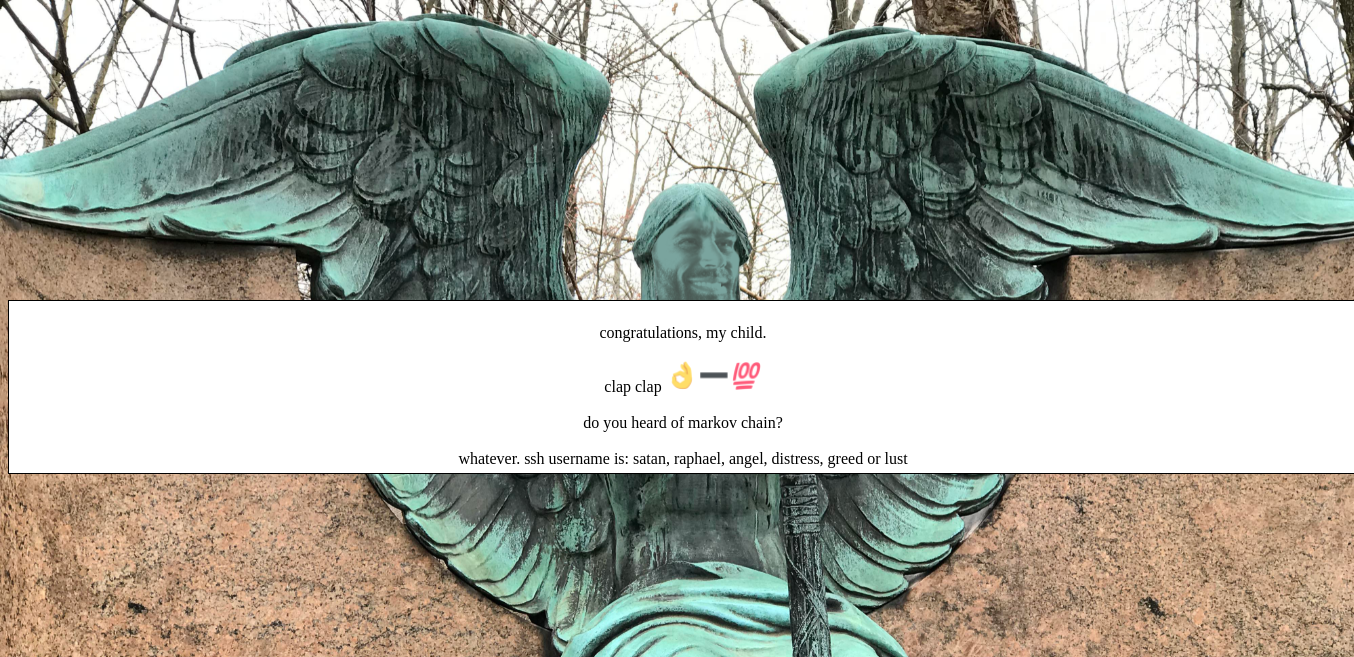 congratulations, my child.
clap clap 👌➖💯
do you heard of markov chain?
whatever. ssh username is: satan, raphael, angel, distress, greed or lust